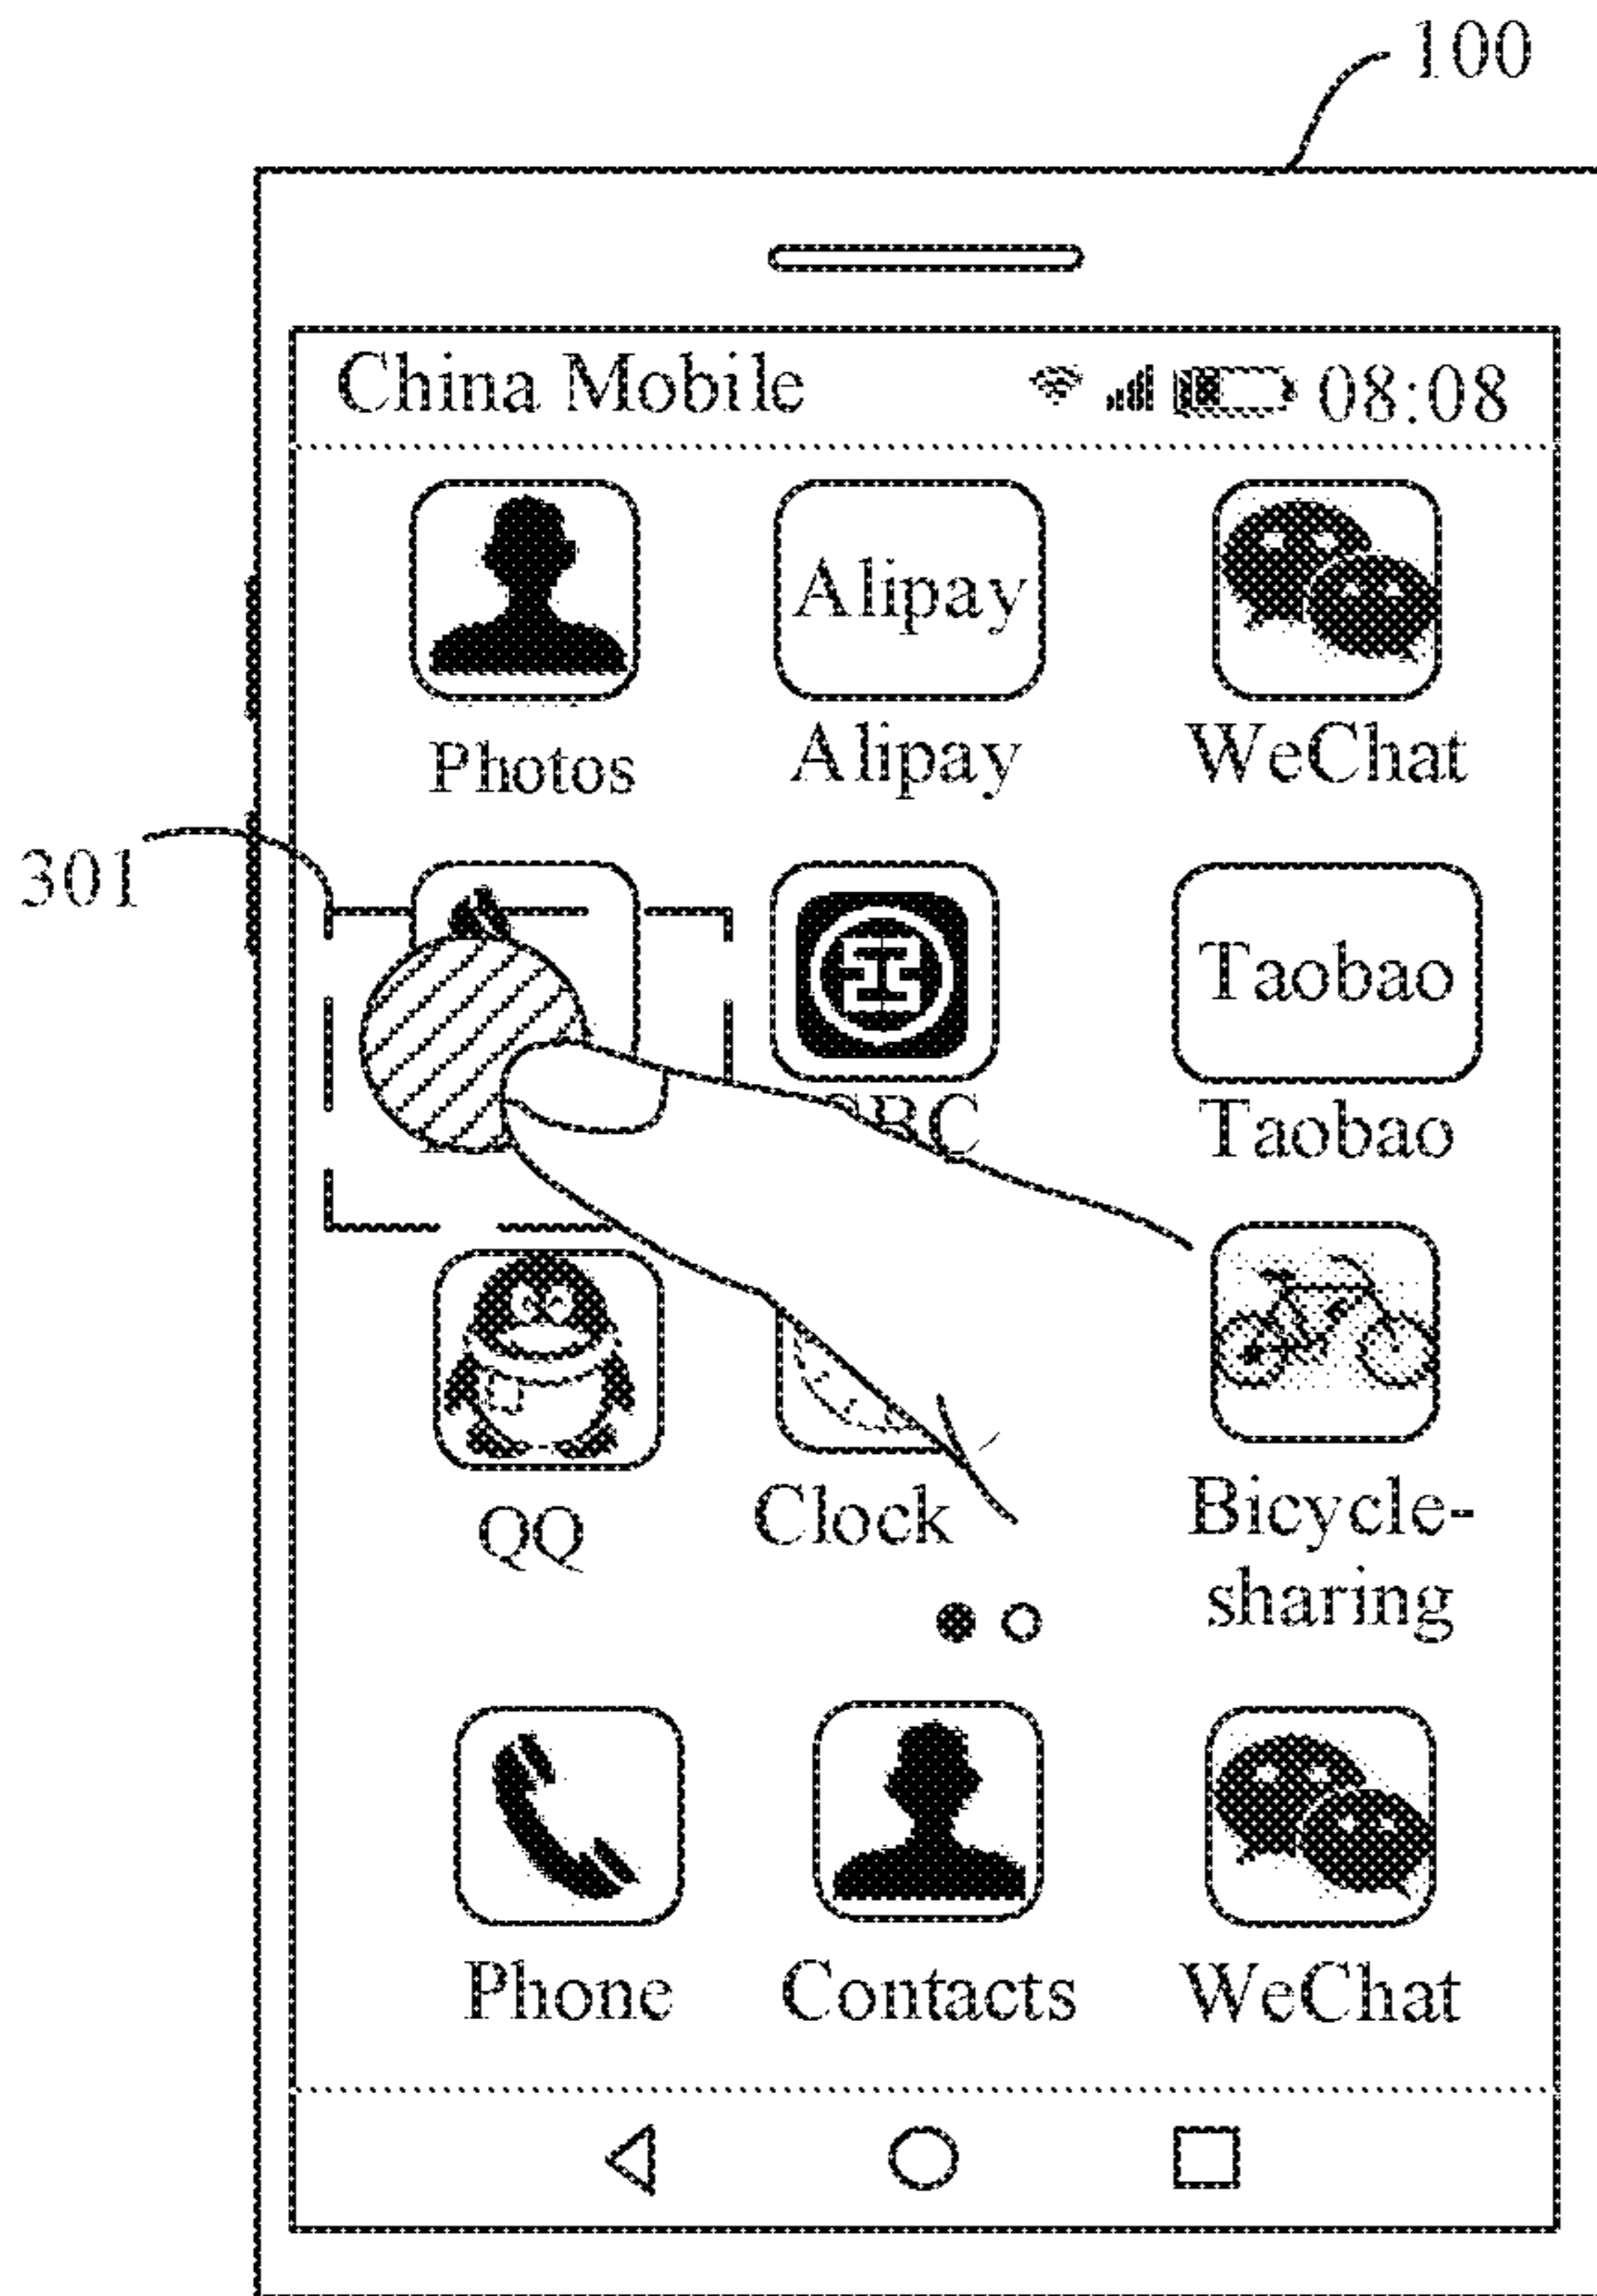 100
China Mobile 08:08
Alipay
Photos Alipay WeChat
301
Taobao
Taobao
QQ Clock Bicycle-
sharing
Phone Contacts WeChat